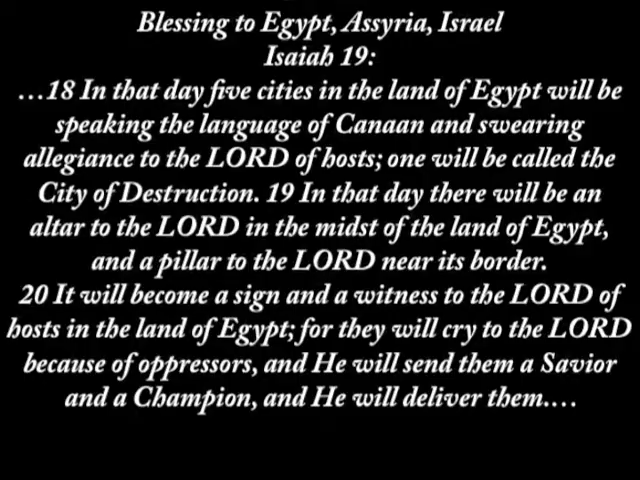 Blessing to Egypt, Assyria, Israel
Isaiah 19:
…18 In that day five cities in the land of Egypt will be
speaking the language of Canaan and swearing
allegiance to the LORD of hosts; one will be called the
City of Destruction. 19 In that day there will be an
altar to the LORD in the midst of the land of Egypt,
and a pillar to the LORD near its border.
20 It will become a sign and a witness to the LORD of
hosts in the land of Egypt; for they will cry to the LORD
because of oppressors, and He will send them a Savior
and a Champion, and He will deliver them.…